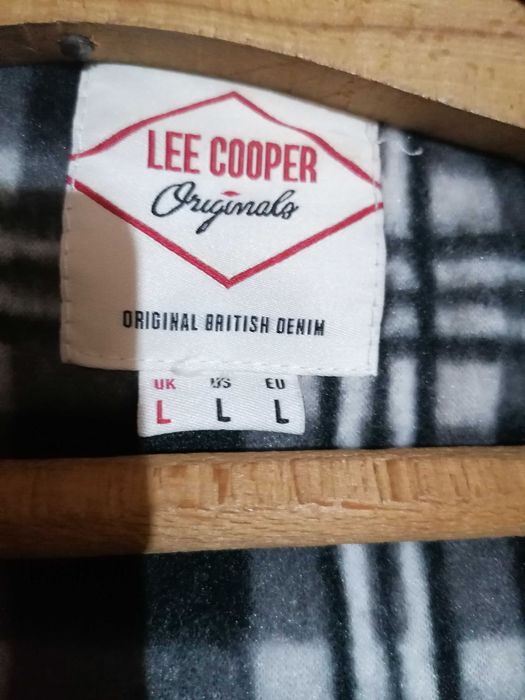 LEE COOPER
Originals
ORIGINAL BRITISH DENIM
UK US EU
L L L